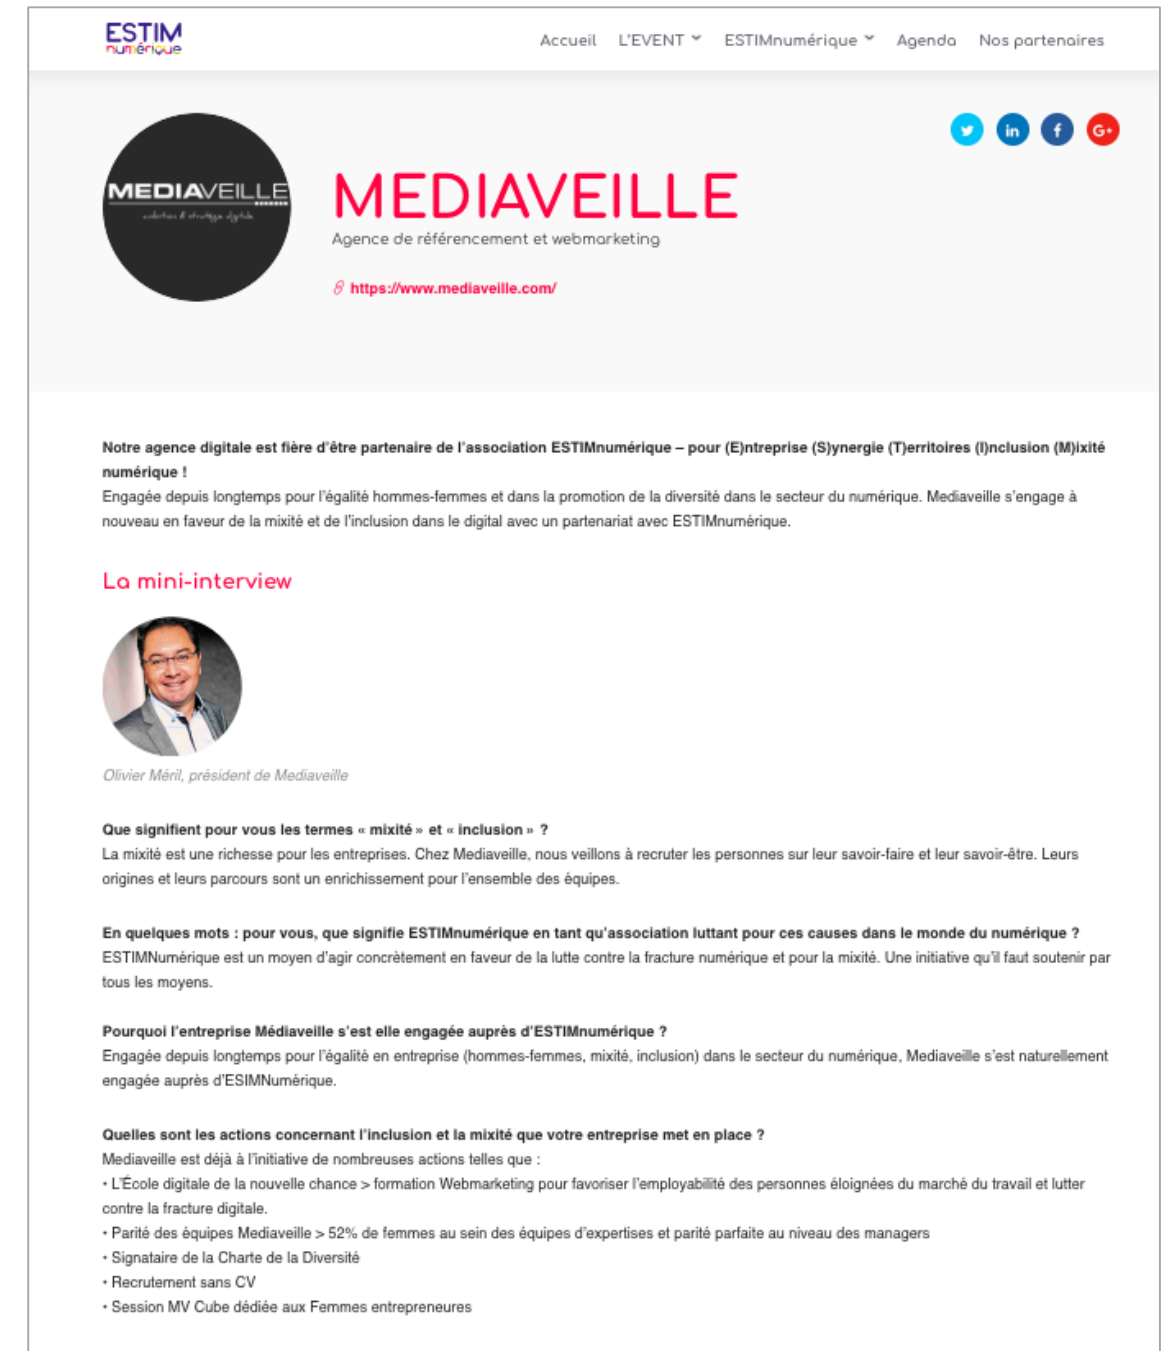 ESTIM
numérique
Accueil L'EVENT ESTIMnumérique Agenda Nos partenaires
MEDIAVEILLE
MEDIAVEILLE
Agence de référencement et webmarketing
https://www.mediaveille.com/
Notre agence digitale est fière d'être partenaire de l'association ESTIMnumérique – pour (E)ntreprise (S)ynergie (T)erritoires (I)nclusion (M)ixité
numérique !
Engagée depuis longtemps pour l'égalité hommes-femmes et dans la promotion de la diversité dans le secteur du numérique. Mediaveille s'engage à
nouveau en faveur de la mixité et de l'inclusion dans le digital avec un partenariat avec ESTIMnumérique.
La mini-interview
Olivier Méril, président de Mediaveille
Que signifient pour vous les termes « mixité » et « inclusion » ?
La mixité est une richesse pour les entreprises. Chez Mediaveille, nous veillons à recruter les personnes sur leur savoir-faire et leur savoir-être. Leurs
origines et leurs parcours sont un enrichissement pour l'ensemble des équipes.
En quelques mots : pour vous, que signifie ESTIMnumérique en tant qu'association luttant pour ces causes dans le monde du numérique ?
ESTIMNumérique est un moyen d'agir concrètement en faveur de la lutte contre la fracture numérique et pour la mixité. Une initiative qu'il faut soutenir par
tous les moyens.
Pourquoi l'entreprise Médiaveille s'est elle engagée auprès d'ESTIMnumérique ?
Engagée depuis longtemps pour l'égalité en entreprise (hommes-femmes, mixité, inclusion) dans le secteur du numérique, Mediaveille s'est naturellement
engagée auprès d'ESIMNumérique.
Quelles sont les actions concernant l'inclusion et la mixité que votre entreprise met en place ?
Mediaveille est déjà à l'initiative de nombreuses actions telles que :
• L'École digitale de la nouvelle chance > formation Webmarketing pour favoriser l'employabilité des personnes éloignées du marché du travail et lutter
contre la fracture digitale.
• Parité des équipes Mediaveille > 52% de femmes au sein des équipes d'expertises et parité parfaite au niveau des managers
• Signataire de la Charte de la Diversité
• Recrutement sans CV
• Session MV Cube dédiée aux Femmes entrepreneures